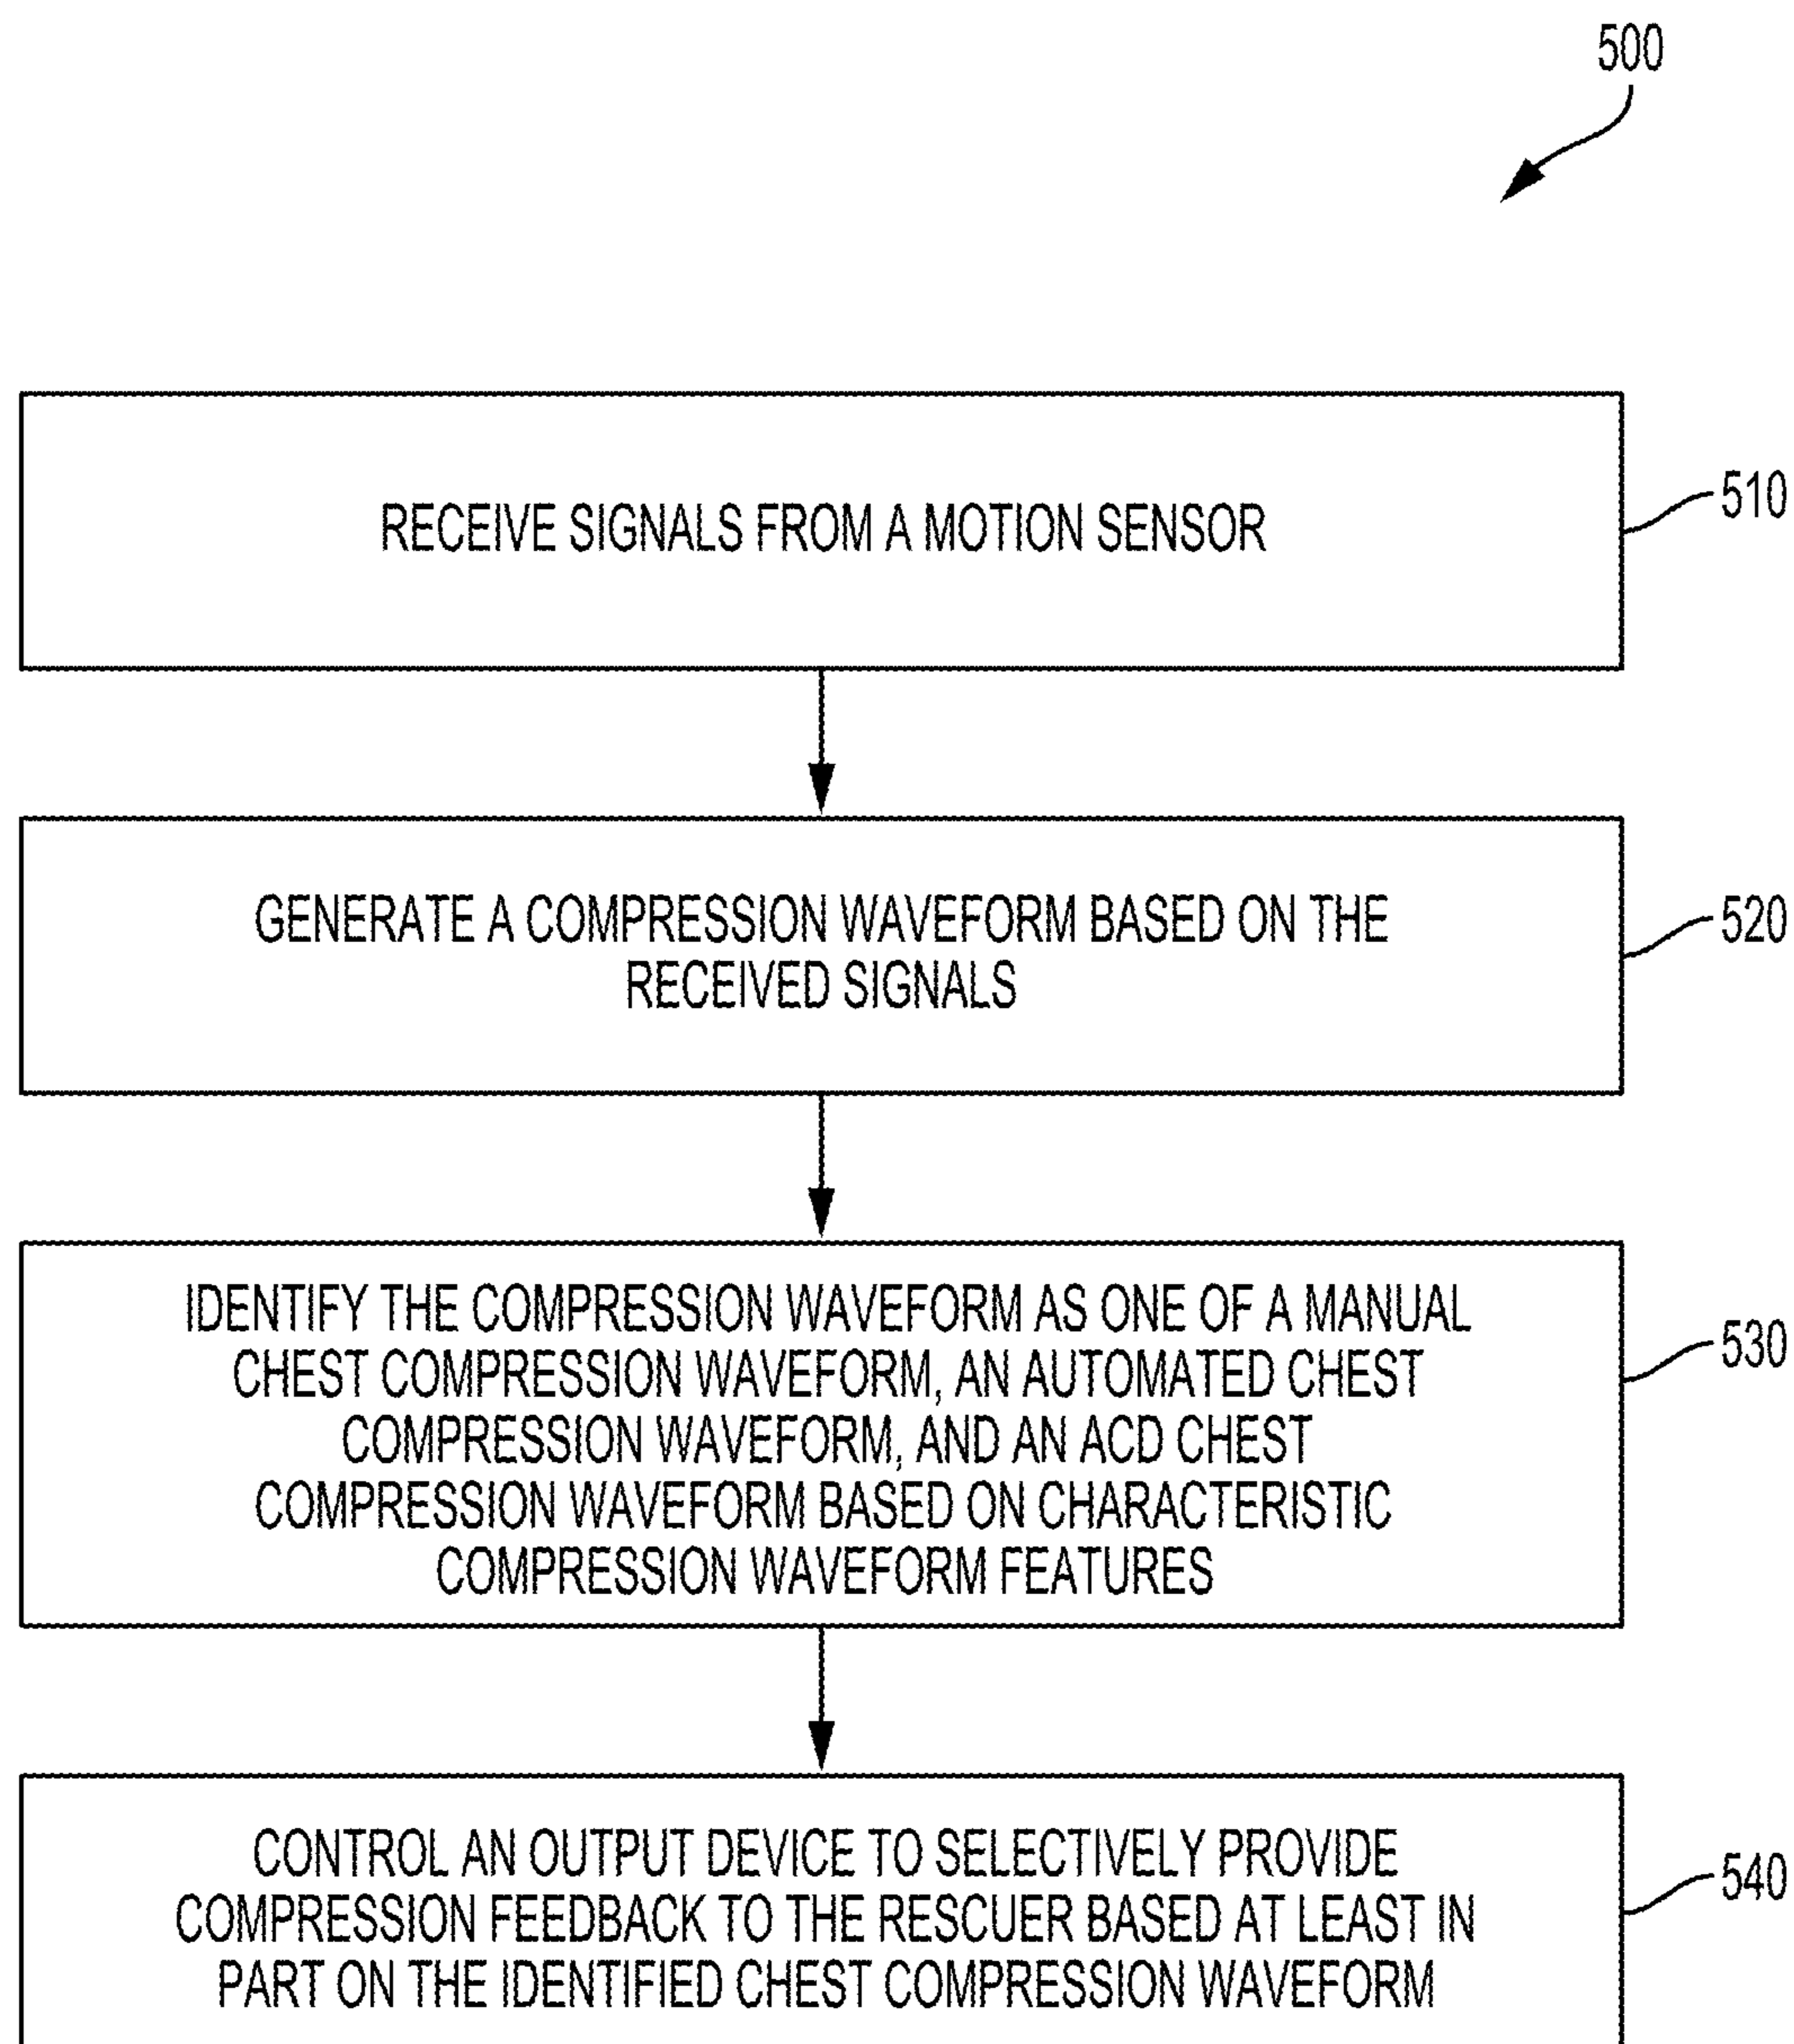 500
RECEIVE SIGNALS FROM A MOTION SENSOR
510
GENERATE A COMPRESSION WAVEFORM BASED ON THE
RECEIVED SIGNALS
520
IDENTIFY THE COMPRESSION WAVEFORM AS ONE OF A MANUAL
CHEST COMPRESSION WAVEFORM, AN AUTOMATED CHEST
COMPRESSION WAVEFORM, AND AN ACD CHEST
COMPRESSION WAVEFORM BASED ON CHARACTERISTIC
COMPRESSION WAVEFORM FEATURES
530
CONTROL AN OUTPUT DEVICE TO SELECTIVELY PROVIDE
COMPRESSION FEEDBACK TO THE RESCUER BASED AT LEAST IN
PART ON THE IDENTIFIED CHEST COMPRESSION WAVEFORM
540